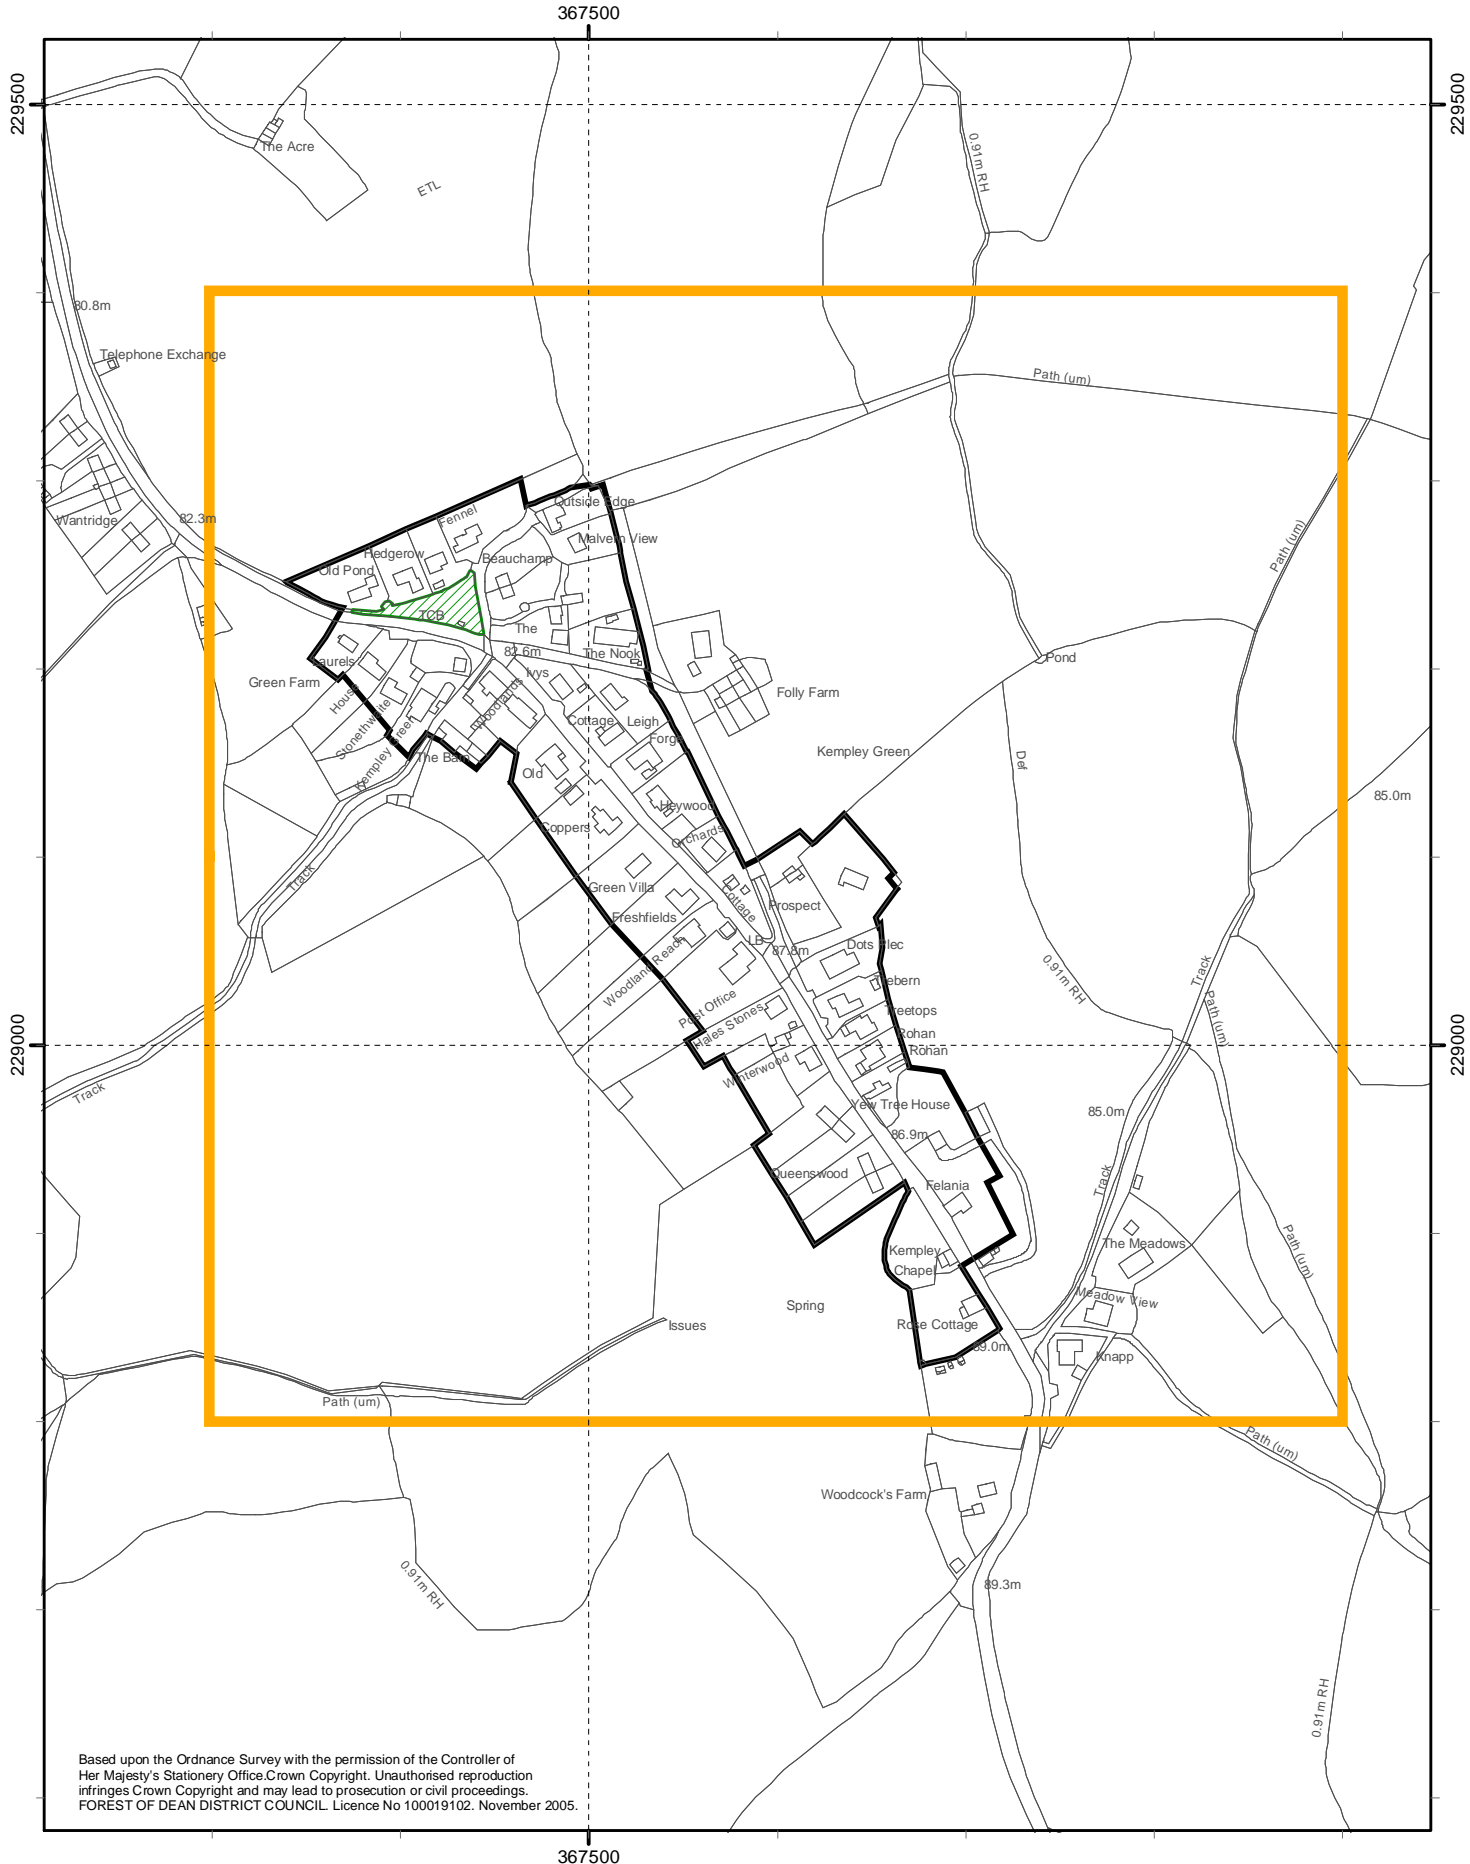 367500
229500
229500
0.91m RH
The Acre
ETL
80.8m
Telephone Exchange
Path (um)
Wantridge
82.3m
Fennel
Outside Edge
Malvern View
Hedgerow
Beauchamp
Old Pond
Path (um)
TCB
The
82.6m
The Nook
Laurels
Green Farm
Ivys
Pond
House
Woodlands
Folly Farm
Stonethwaite
Cottage
Leigh
Forge
Kempley Green
Kempley Green
The Barn
Old
Def
85.0m
Heywood
Coppers
Orchards
Track
Green Villa
Cottage
Prospect
Freshfields
LB
87.8m
Dots Plec
Woodland Reach
Trebern
0.91m RH
Track
Post Office
Treetops
Path (um)
Hales Stones
Rohan
229000
229000
Rohan
Winterwood
Track
Yew Tree House
85.0m
86.9m
Queenswood
Felania
Track
Kempley
The Meadows
Path (um)
Chapel
Spring
Meadow View
Issues
Rose Cottage
89.0m
Knapp
Path (um)
Path (um)
Woodcock's Farm
0.91m RH
89.3m
0.91m RH
Based upon the Ordnance Survey with the permission of the Controller of
Her Majesty's Stationery Office.Crown Copyright. Unauthorised reproduction
infringes Crown Copyright and may lead to prosecution or civil proceedings.
FOREST OF DEAN DISTRICT COUNCIL. Licence No 100019102. November 2005.
367500